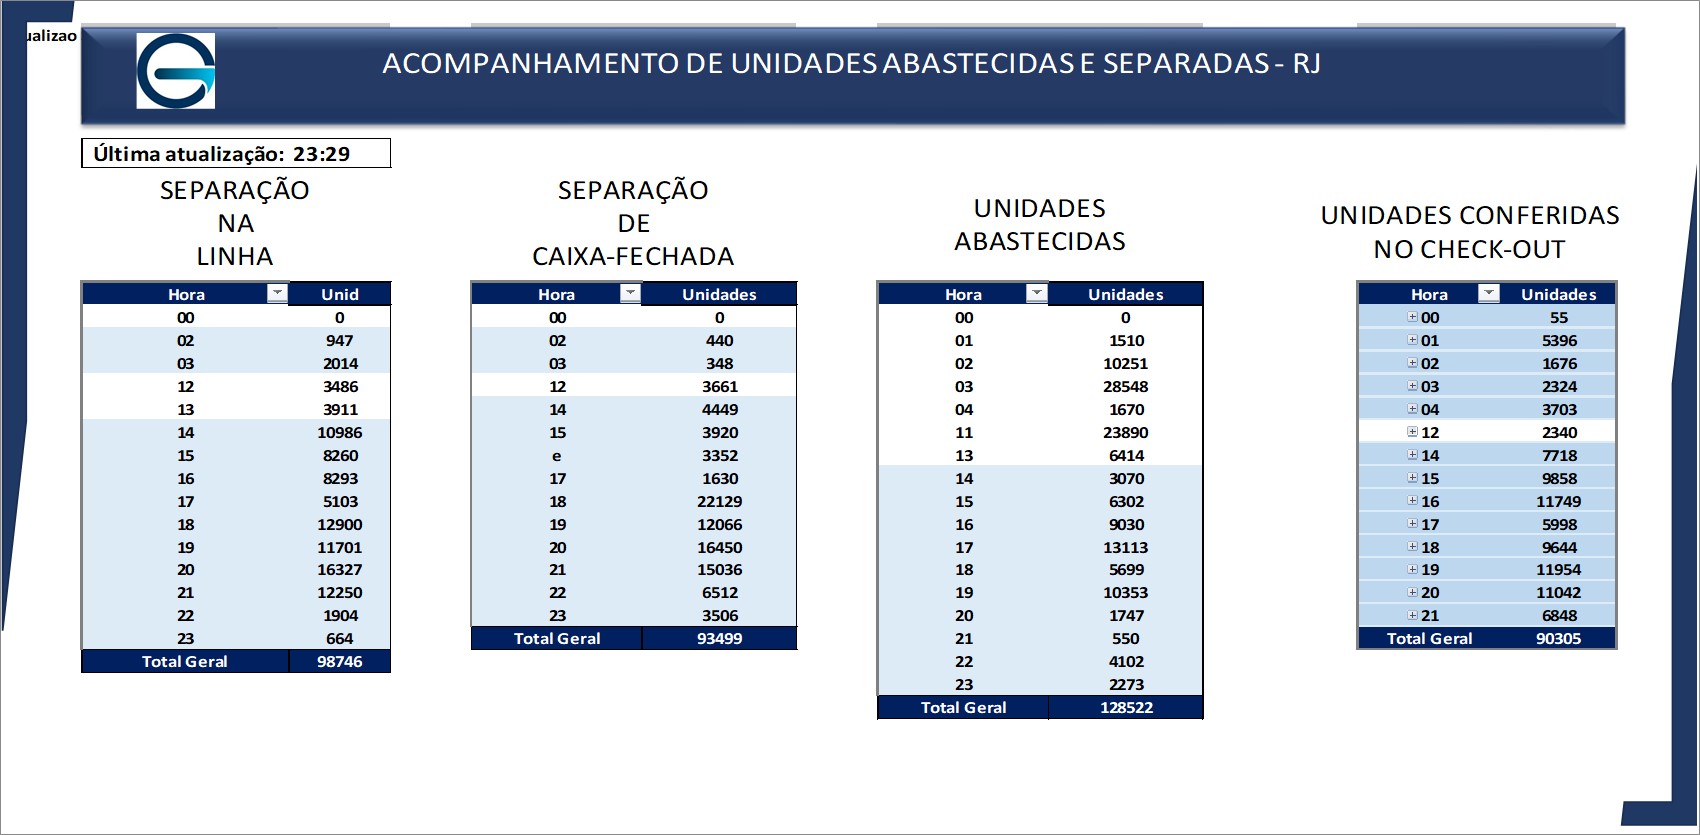 ualizao
ACOMPANHAMENTO DE UNIDADES ABASTECIDAS E SEPARADAS - RJ
Última atualização: 23:29
SEPARAÇÃO
NA
LINHA
Hora Unid
00 0
02 947
03 2014
12 3486
13 3911
14 10986
15 8260
16 8293
17 5103
18 12900
19 11701
20 16327
21 12250
22 1904
23 664
Total Geral 98746
SEPARAÇÃO
DE
CAIXA-FECHADA
Hora Unidades
00 0
02 440
03 348
12 3661
14 4449
15 3920
e 3352
17 1630
18 22129
19 12066
20 16450
21 15036
22 6512
23 3506
Total Geral 93499
UNIDADES
ABASTECIDAS
Hora Unidades
00 0
01 1510
02 10251
03 28548
04 1670
11 23890
13 6414
14 3070
15 6302
16 9030
17 13113
18 5699
19 10353
20 1747
21 550
22 4102
23 2273
Total Geral 128522
UNIDADES CONFERIDAS
NO CHECK-OUT
Hora Unidades
00 55
01 5396
02 1676
03 2324
04 3703
12 2340
14 7718
15 9858
16 11749
17 5998
18 9644
19 11954
20 11042
21 6848
Total Geral 90305